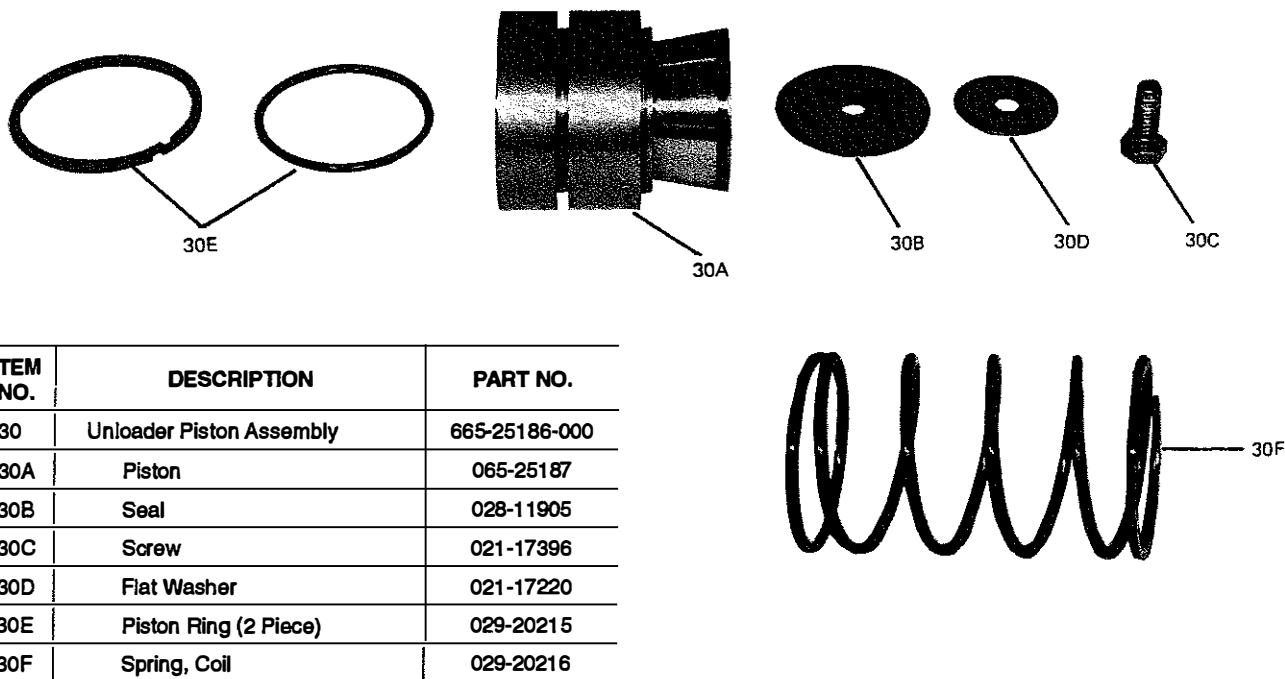 30E
30A
30B
30D
30C
30F
TEM NO. DESCRIPTION PART NO.
30 Unloader Piston Assembly 665-25186-000
30A Piston 065-25187
30B Seal 028-11905
30C Screw 021-17396
30D Flat Washer 021-17220
30E Piston Ring (2 Piece) 029-20215
30F Spring, Coil 029-20216